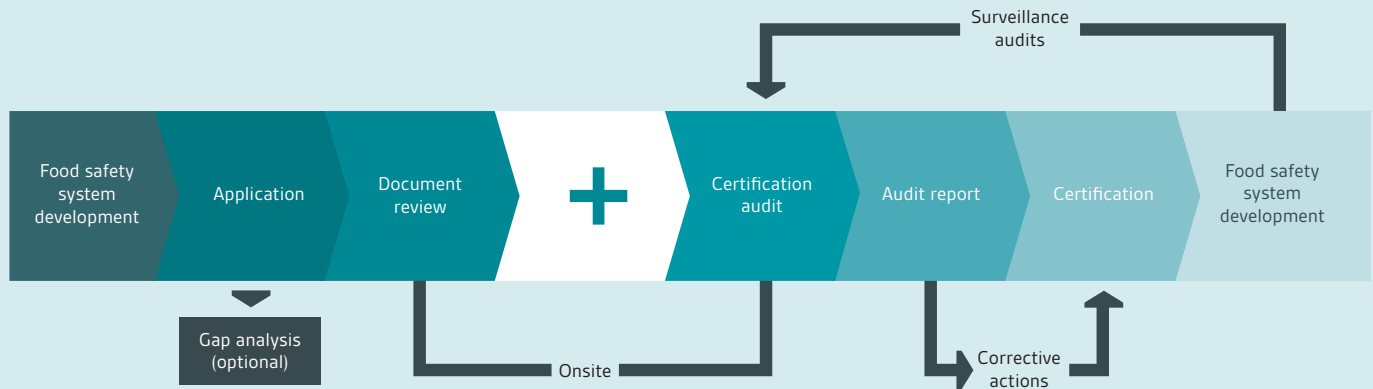 Surveillance
audits
Food safety
system
development
Application
Document
review
+
Certification
audit
Audit report
Certification
Food safety
system
development
Gap analysis
(optional)
Onsite
Corrective
actions